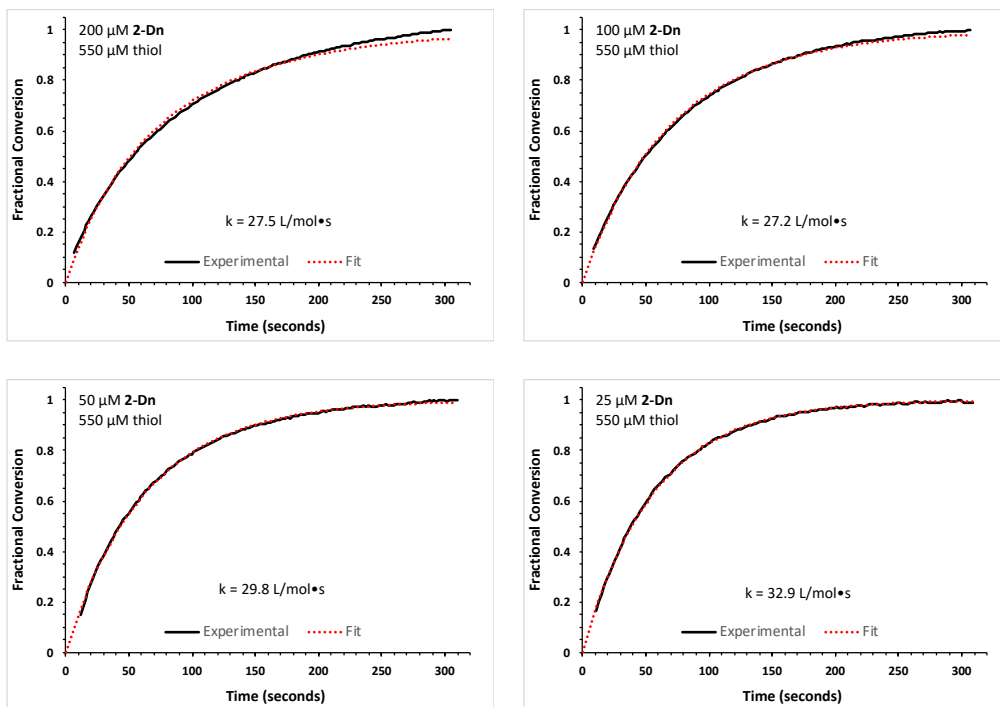 200 µM 2-Dn
550 µM thiol
Fractional Conversion
1
0.8
0.6
0.4
0.2
0
k = 27.5 L/mol•s
Experimental Fit
0 50 100 150 200 250 300
Time (seconds)
100 µM 2-Dn
550 µM thiol
Fractional Conversion
1
0.8
0.6
0.4
0.2
0
k = 27.2 L/mol•s
Experimental Fit
0 50 100 150 200 250 300
Time (seconds)
50 µM 2-Dn
550 µM thiol
Fractional Conversion
1
0.8
0.6
0.4
0.2
0
k = 29.8 L/mol•s
Experimental Fit
0 50 100 150 200 250 300
Time (seconds)
25 µM 2-Dn
550 µM thiol
Fractional Conversion
1
0.8
0.6
0.4
0.2
0
k = 32.9 L/mol•s
Experimental Fit
0 50 100 150 200 250 300
Time (seconds)